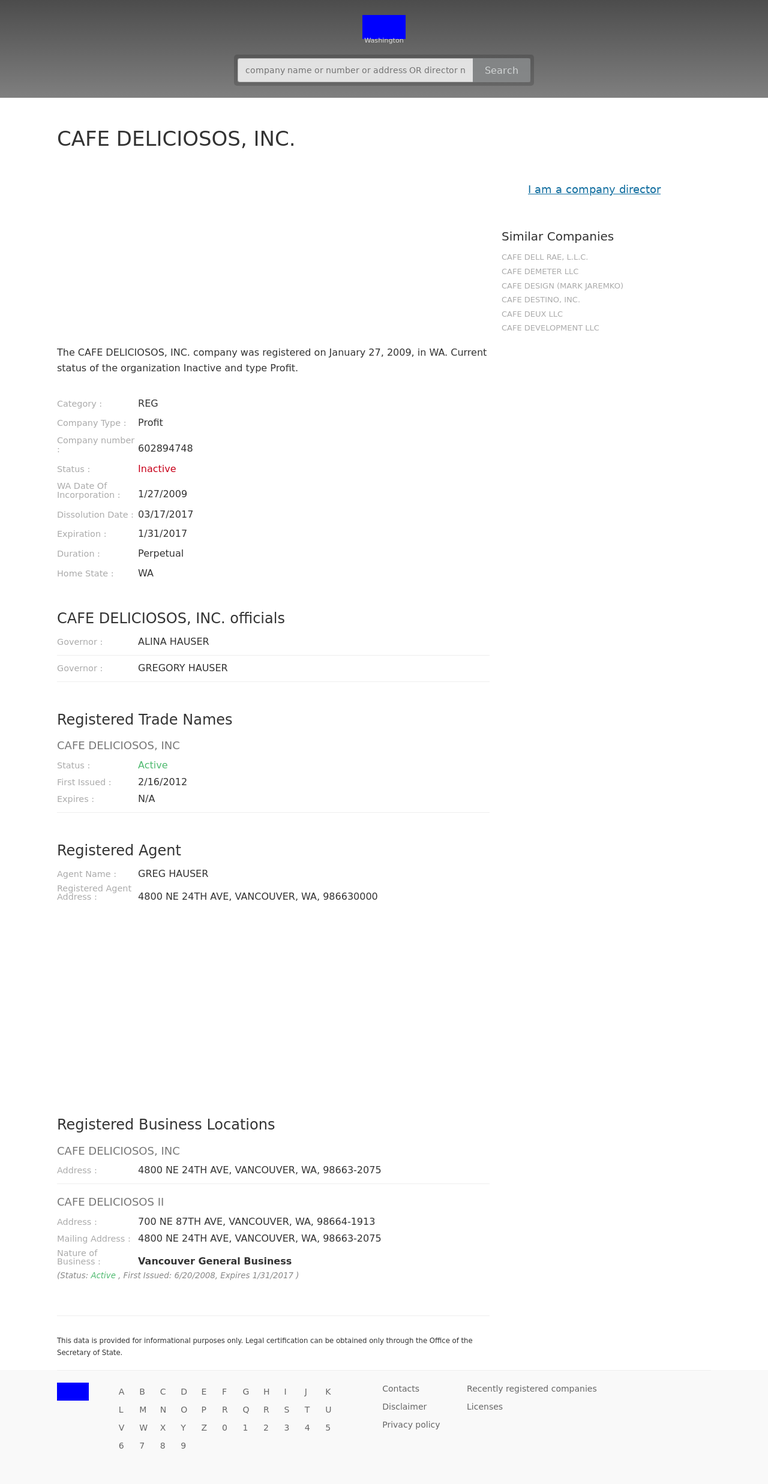 Washington
company name or number or address OR director n
Search
CAFE DELICIOSOS, INC.
I am a company director
Similar Companies
CAFE DELL RAE, L.L.C.
CAFE DEMETER LLC
CAFE DESIGN (MARK JAREMKO)
CAFE DESTINO, INC.
CAFE DEUX LLC
CAFE DEVELOPMENT LLC
The CAFE DELICIOSOS, INC. company was registered on January 27, 2009, in WA. Current
status of the organization Inactive and type Profit.
Category : REG
Company Type : Profit
Company number
: 602894748
Status : Inactive
WA Date Of
Incorporation : 1/27/2009
Dissolution Date : 03/17/2017
Expiration : 1/31/2017
Duration : Perpetual
Home State : WA
CAFE DELICIOSOS, INC. officials
Governor : ALINA HAUSER
Governor : GREGORY HAUSER
Registered Trade Names
CAFE DELICIOSOS, INC
Status : Active
First Issued : 2/16/2012
Expires : N/A
Registered Agent
Agent Name : GREG HAUSER
Registered Agent
Address : 4800 NE 24TH AVE, VANCOUVER, WA, 986630000
Registered Business Locations
CAFE DELICIOSOS, INC
Address : 4800 NE 24TH AVE, VANCOUVER, WA, 98663-2075
CAFE DELICIOSOS II
Address : 700 NE 87TH AVE, VANCOUVER, WA, 98664-1913
Mailing Address : 4800 NE 24TH AVE, VANCOUVER, WA, 98663-2075
Nature of
Business : Vancouver General Business
(Status: Active , First Issued: 6/20/2008, Expires 1/31/2017 )
This data is provided for informational purposes only. Legal certification can be obtained only through the Office of the
Secretary of State.
A B C D E F G H I J K
L M N O P R Q R S T U
V W X Y Z 0 1 2 3 4 5
6 7 8 9
Contacts
Disclaimer
Privacy policy
Recently registered companies
Licenses